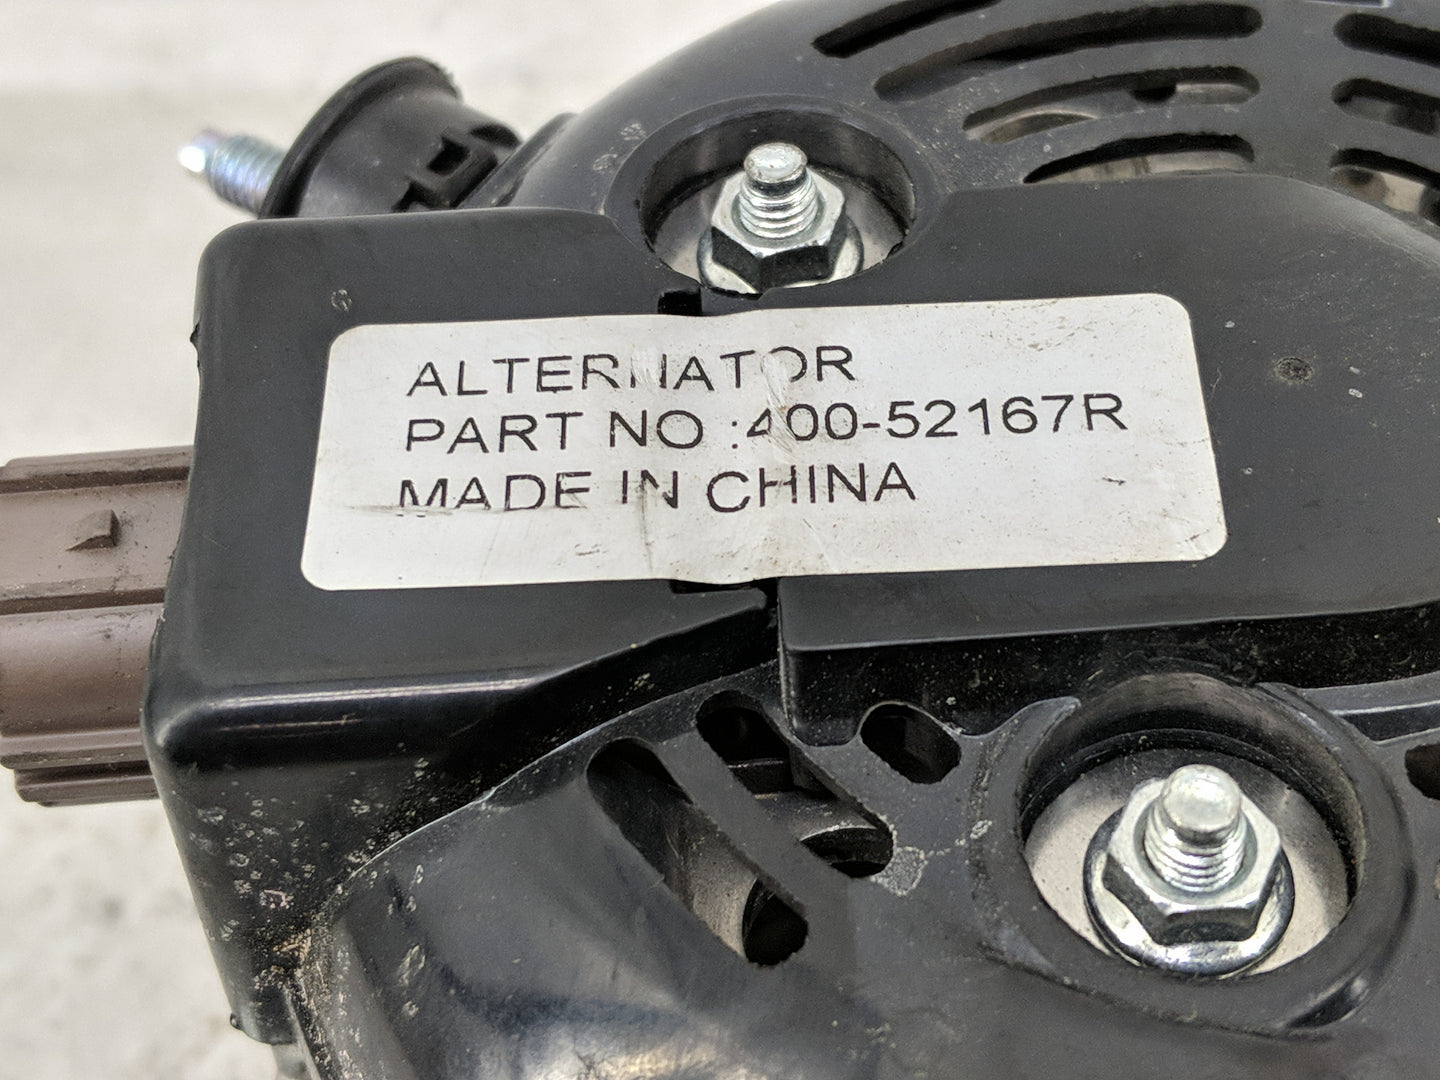 ALTERNATOR
PART NO :400-52167R
MADE IN CHINA